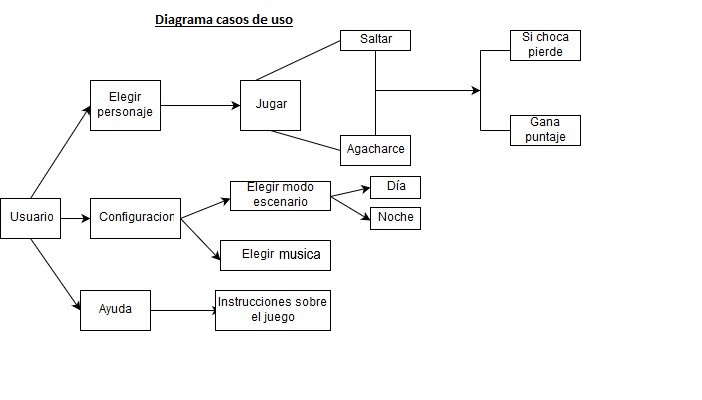 Diagrama casos de uso
Saltar
Si choca
pierde
Elegir
personaje
Jugar
Agacharce
Gana
puntaje
Usuario
Configuracion
Elegir modo
escenario
Día
Noche
Elegir musica
Ayuda
Instrucciones sobre
el juego